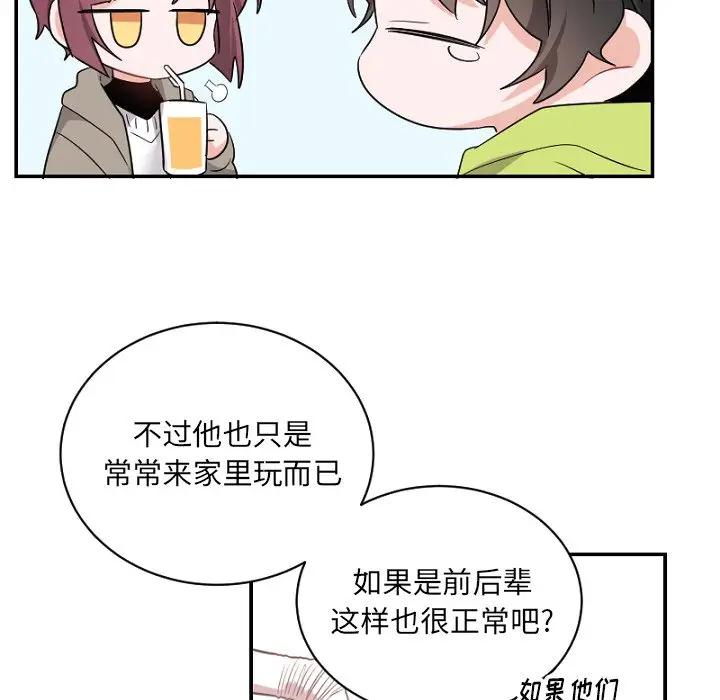 不过他也只是
常常来家里玩而已
如果是前后辈
这样也很正常吧?
如果他们